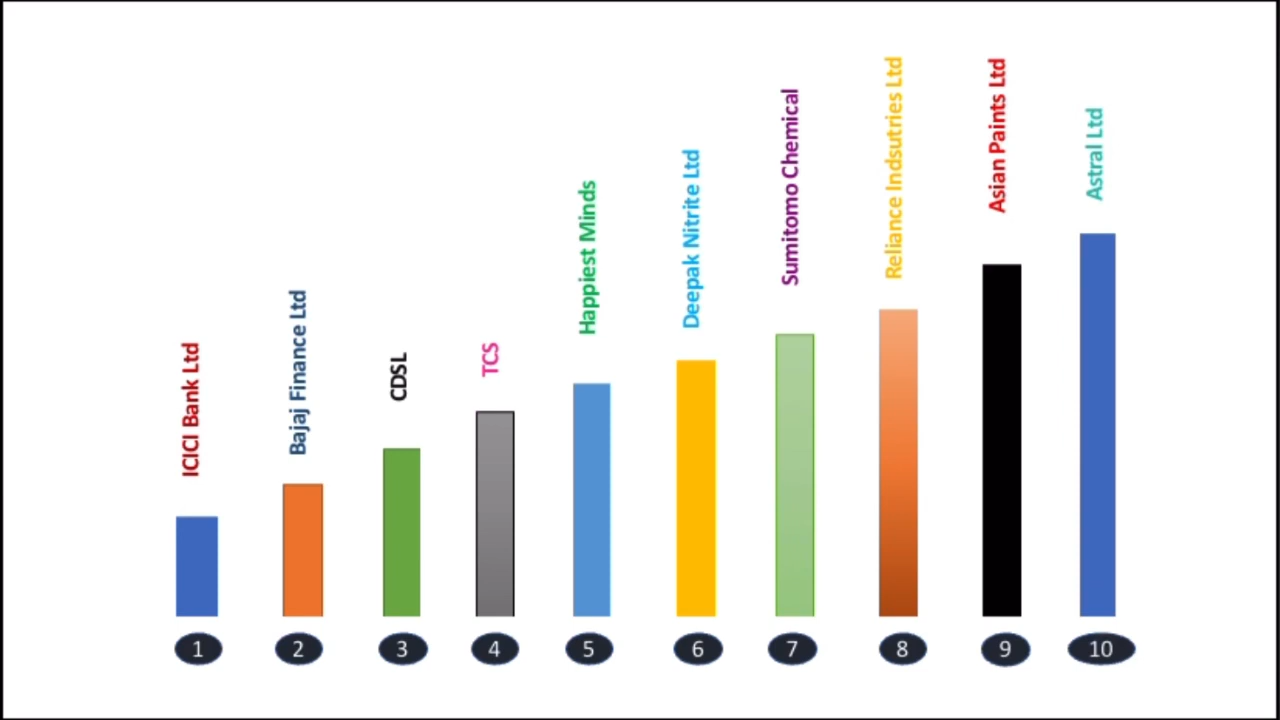 ICICI Bank Ltd
Bajaj Finance Ltd
CDSL
TCS
Happiest Minds
Deepak Nitrite Ltd
Sumitomo Chemical
Reliance Indsutries Ltd
Asian Paints Ltd
Astral Ltd
1
2
3
4
5
6
7
8
9
10